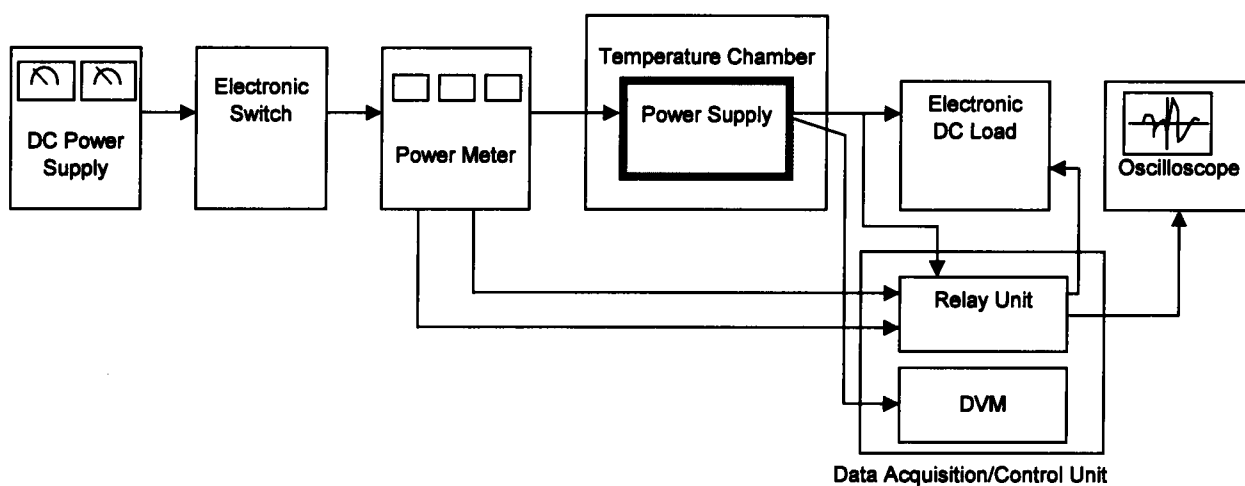 DC Power
Supply
Electronic
Switch
Power Meter
Temperature Chamber
Power Supply
Electronic
DC Load
Oscilloscope
Relay Unit
DVM
Data Acquisition/Control Unit